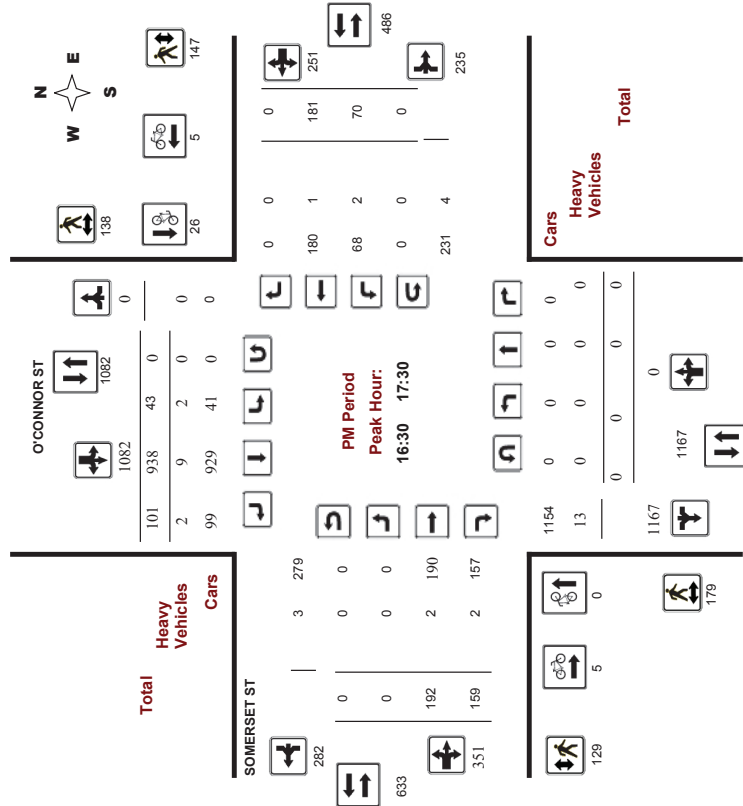 N
W E
S
138
147
26
5
486
251
235
O'CONNOR ST
1082
1082
0
101 938 43 0
2 9 2 0 0
99 929 41 0 0
Total
Heavy
Vehicles
Cars
0 0 0
180 1 181
68 2 70
0 0 0
231 4
PM Period
Peak Hour:
16:30 17:30
SOMERSET ST
282
3 279
0 0 0
0 0 0
192 2 190
159 2 157
633
351
Cars
Heavy
Vehicles
Total
1154 0 0 0 0
13 0 0 0 0
0 0 0 0
1167
0
1167
0
5
129
179